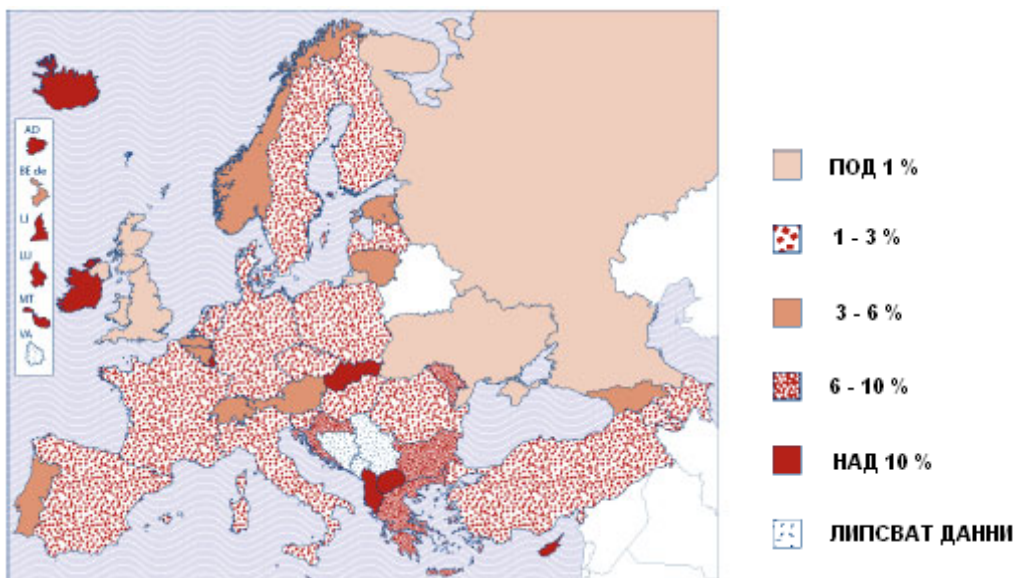 AD
BE de
LI
LU
MT
VA
ПОД 1 %
1 - 3 %
3 - 6 %
6 - 10 %
НАД 10 %
ЛИПСВАТ ДАННИ